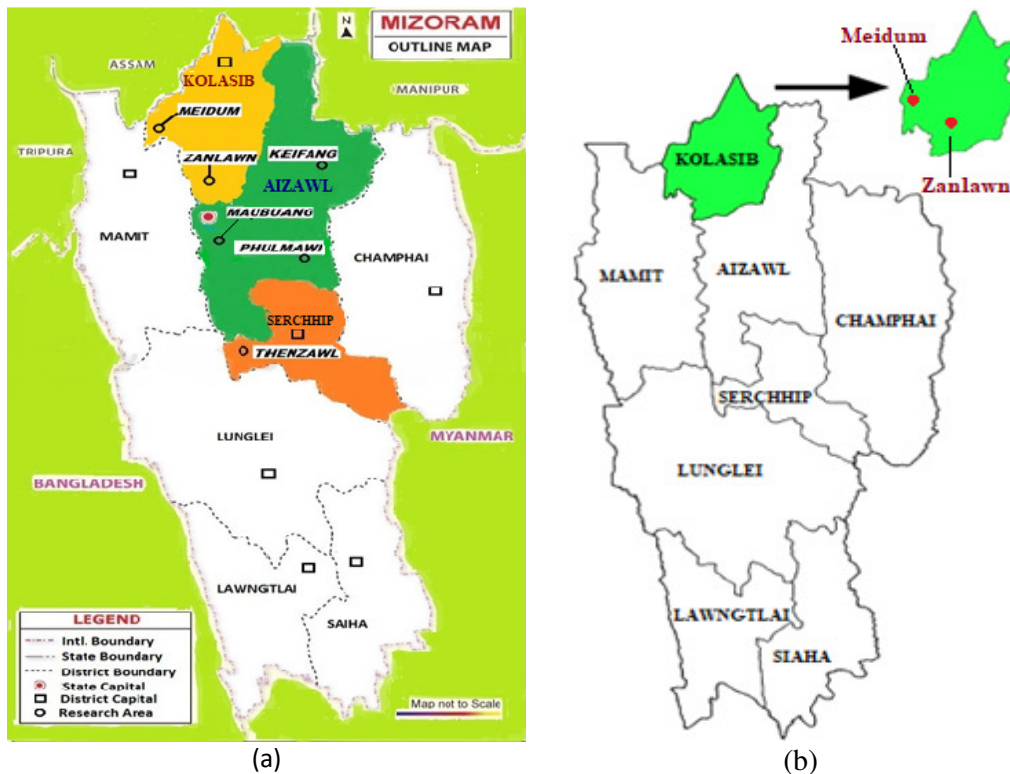 MIZORAM
OUTLINE MAP
N
ASSAM
MANIPUR
KOLASIB
MEIDUM
TRIPURA
ZANLAWN
KEIFANG
AIZAWL
MAUBUANG
MAMIT
PHULMAWI
CHAMPHAI
SERCHHIP
THENZAWL
LUNGLEI
MYANMAR
BANGLADESH
LAWNGTLAI
SAIHA
LEGEND
Intl. Boundary
State Boundary
District Boundary
State Capital
District Capital
Research Area
Map not to Scale
(a)
Meidum
KOLASIB
Zanlawn
AIZAWL
MAMIT
CHAMPHAI
SERCHHIP
LUNGLEI
LAWNGTLAI
SIAHA
(b)